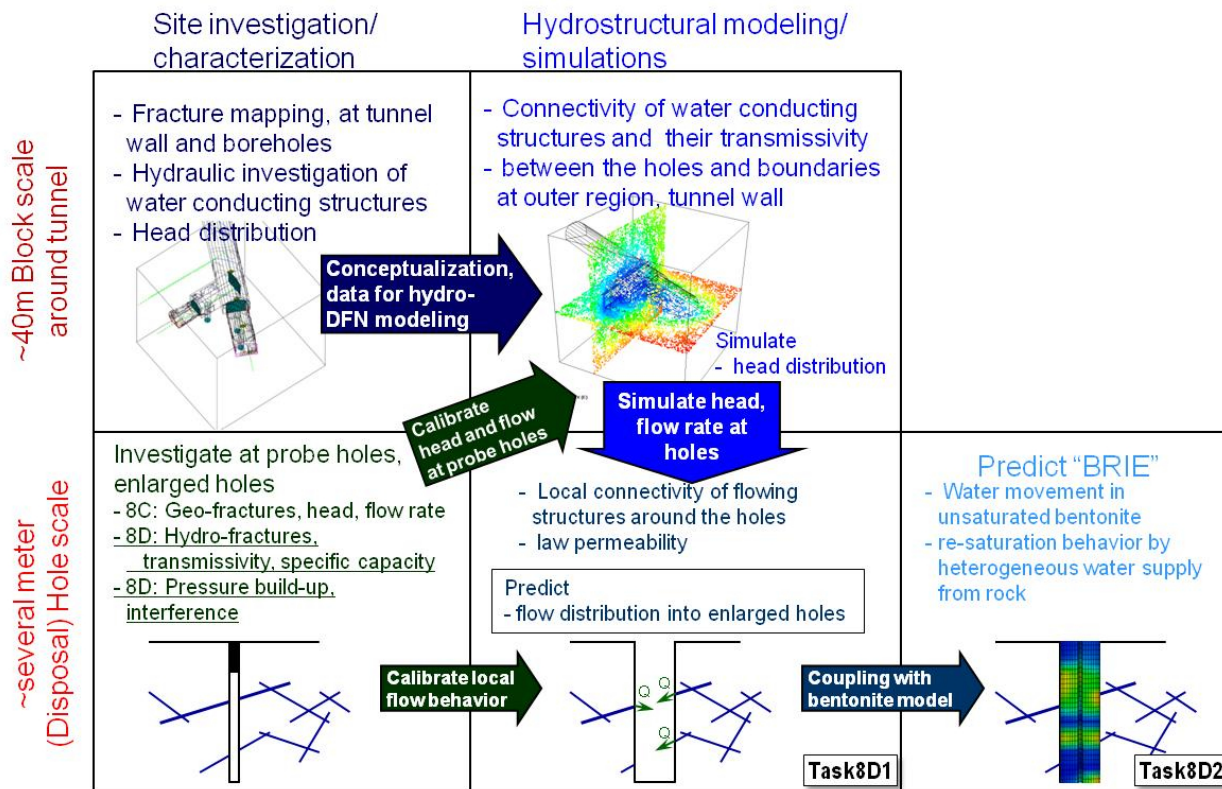 Site investigation/
characterization
Hydrostructural modeling/
simulations
~40m Block scale
around tunnel
- Fracture mapping, at tunnel
wall and boreholes
- Hydraulic investigation of
water conducting structures
- Head distribution
- Connectivity of water conducting
structures and their transmissivity
- between the holes and boundaries
at outer region, tunnel wall
Conceptualization,
data for hydro-
DFN modeling
Simulate
- head distribution
Calibrate
head and flow
at probe holes
Simulate head,
flow rate at
holes
~several meter
(Disposal) Hole scale
Investigate at probe holes,
enlarged holes
- 8C: Geo-fractures, head, flow rate
- 8D: Hydro-fractures,
transmissivity, specific capacity
- 8D: Pressure build-up,
interference
- Local connectivity of flowing
structures around the holes
- law permeability
Predict
- flow distribution into enlarged holes
Predict “BRIE”
- Water movement in
unsaturated bentonite
- re-saturation behavior by
heterogeneous water supply
from rock
Calibrate local
flow behavior
Q
Q
Q
Coupling with
bentonite model
Task8D1
Task8D2